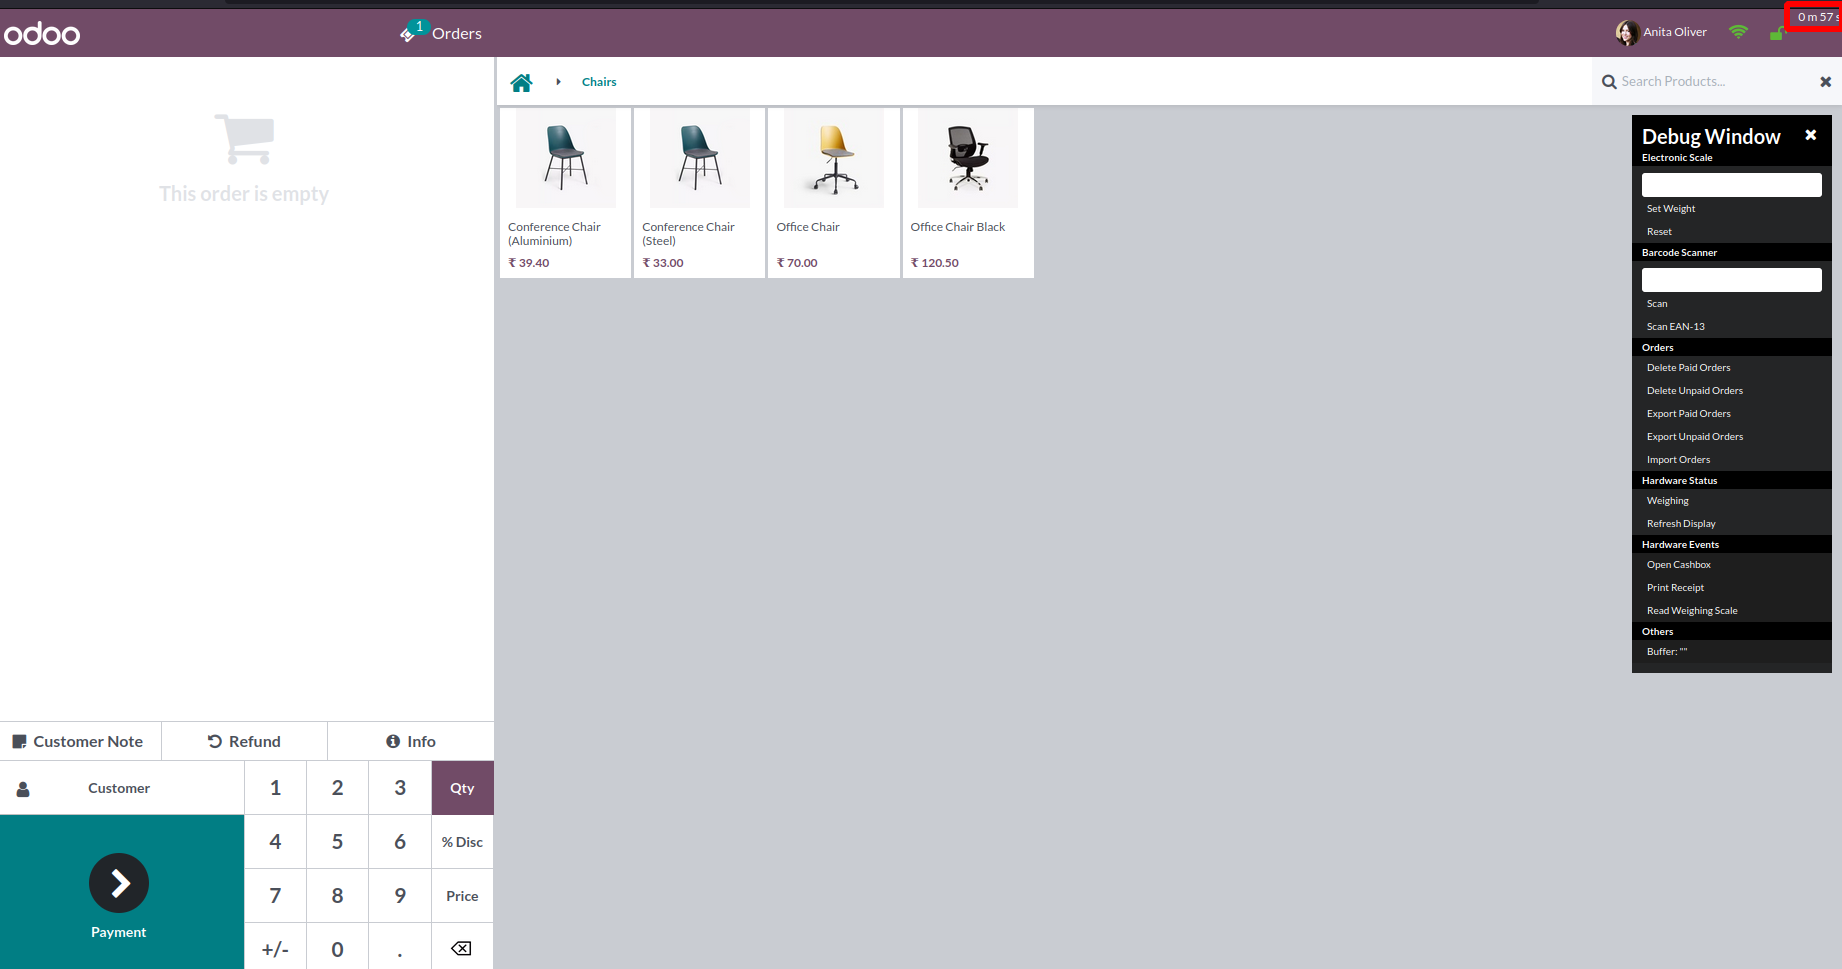 0 m 57 s
odoo
1
Orders
Anita Oliver
Chairs
Search Products...
This order is empty
Conference Chair
(Aluminium)
₹ 39.40
Conference Chair
(Steel)
₹ 33.00
Office Chair
₹ 70.00
Office Chair Black
₹ 120.50
Debug Window
Electronic Scale
Set Weight
Reset
Barcode Scanner
Scan
Scan EAN-13
Orders
Delete Paid Orders
Delete Unpaid Orders
Export Paid Orders
Export Unpaid Orders
Import Orders
Hardware Status
Weighing
Refresh Display
Hardware Events
Open Cashbox
Print Receipt
Read Weighing Scale
Others
Buffer: ""
Customer Note
Refund
Info
Customer
1 2 3 Qty
4 5 6 % Disc
7 8 9 Price
+/- 0 .
Payment